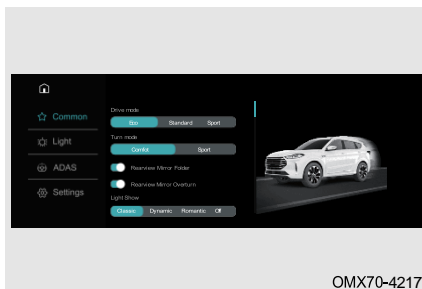 Common
Light
ADAS
Settings
Drive mode
Eco Standard Sport
Turn mode
Comfot Sport
Rearview Mirror Folder
Rearview Mirror Overturn
Light Show
Classic Dynamic Romantic Off
OMX70-4217